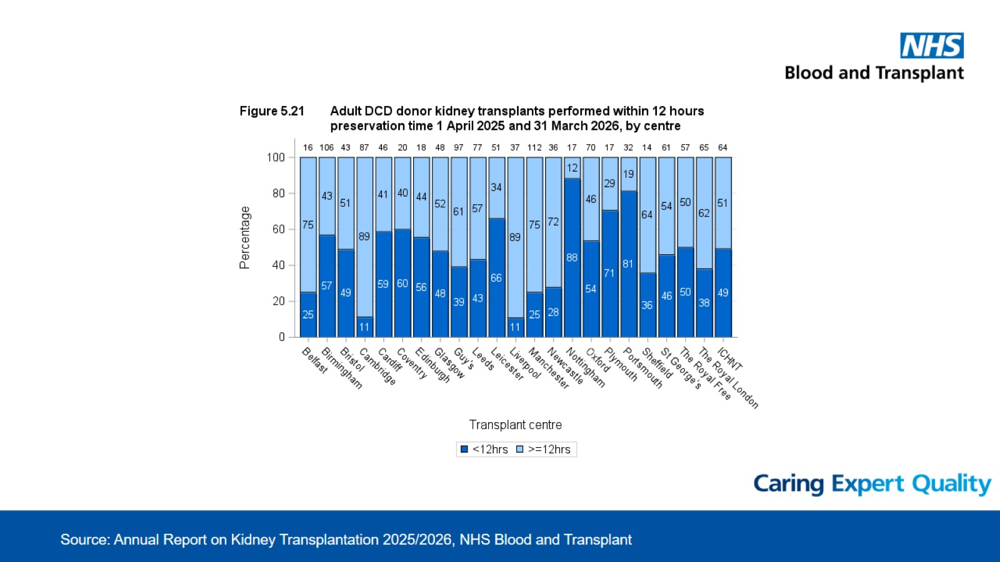 NHS
Blood and Transplant
Figure 5.21 Adult DCD donor kidney transplants performed within 12 hours
preservation time 1 April 2025 and 31 March 2026, by centre
16 106 43 87 46 20 18 48 97 77 51 37 112 36 17 70 17 32 14 61 57 65 64
Percentage
100
80
60
40
20
0
75 43 51 89 41 40 44 52 61 57 34 89 75 72 12 46 29 19 64 54 50 62 51
25 57 49 11 59 60 56 48 39 43 66 11 25 28 88 54 71 81 36 46 50 38 49
Belfast
Birmingham
Bristol
Cambridge
Cardiff
Coventry
Edinburgh
Glasgow
Guy's
Leeds
Leicester
Liverpool
Manchester
Newcastle
Nottingham
Oxford
Plymouth
Portsmouth
Sheffield
St George's
The Royal Free
The Royal London
ICHNT
Transplant centre
<12hrs >=12hrs
Caring Expert Quality
Source: Annual Report on Kidney Transplantation 2025/2026, NHS Blood and Transplant